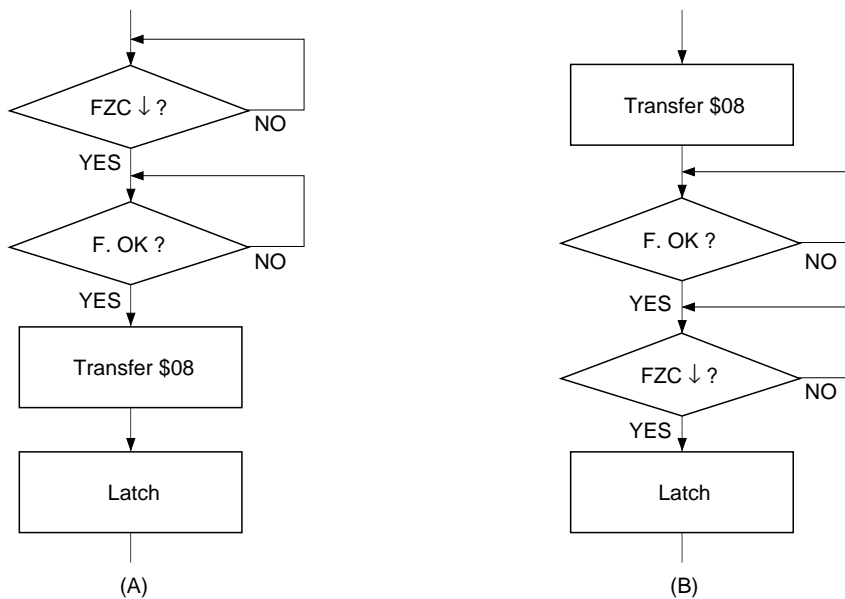 FZC ↓ ?
NO
YES
F. OK ?
NO
YES
Transfer $08
Latch
(A)
Transfer $08
F. OK ?
NO
YES
FZC ↓ ?
NO
YES
Latch
(B)